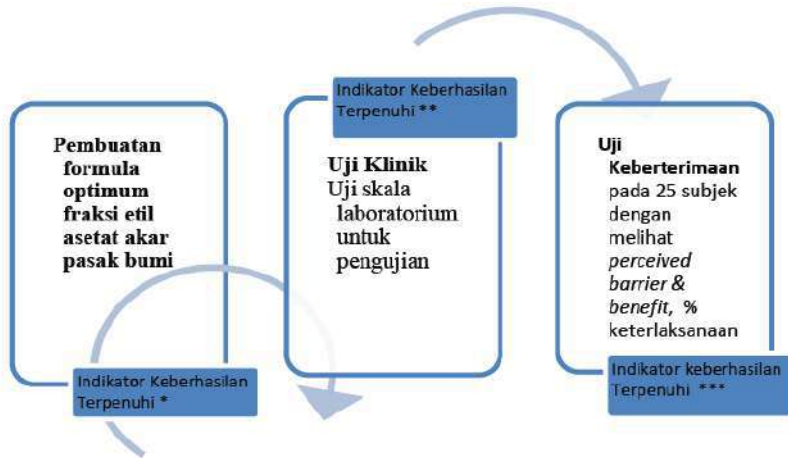 Pembuatan
formula
optimum
fraksi etil
asetat akar
pasak bumi
Indikator Keberhasilan
Terpenuhi *
Indikator Keberhasilan
Terpenuhi **
Uji Klinik
Uji skala
laboratorium
untuk
pengujian
Uji
Keberterimaan
pada 25 subjek
dengan
melihat
perceived
barrier &
benefit, %
keterlaksanaan
Indikator keberhasilan
Terpenuhi ***